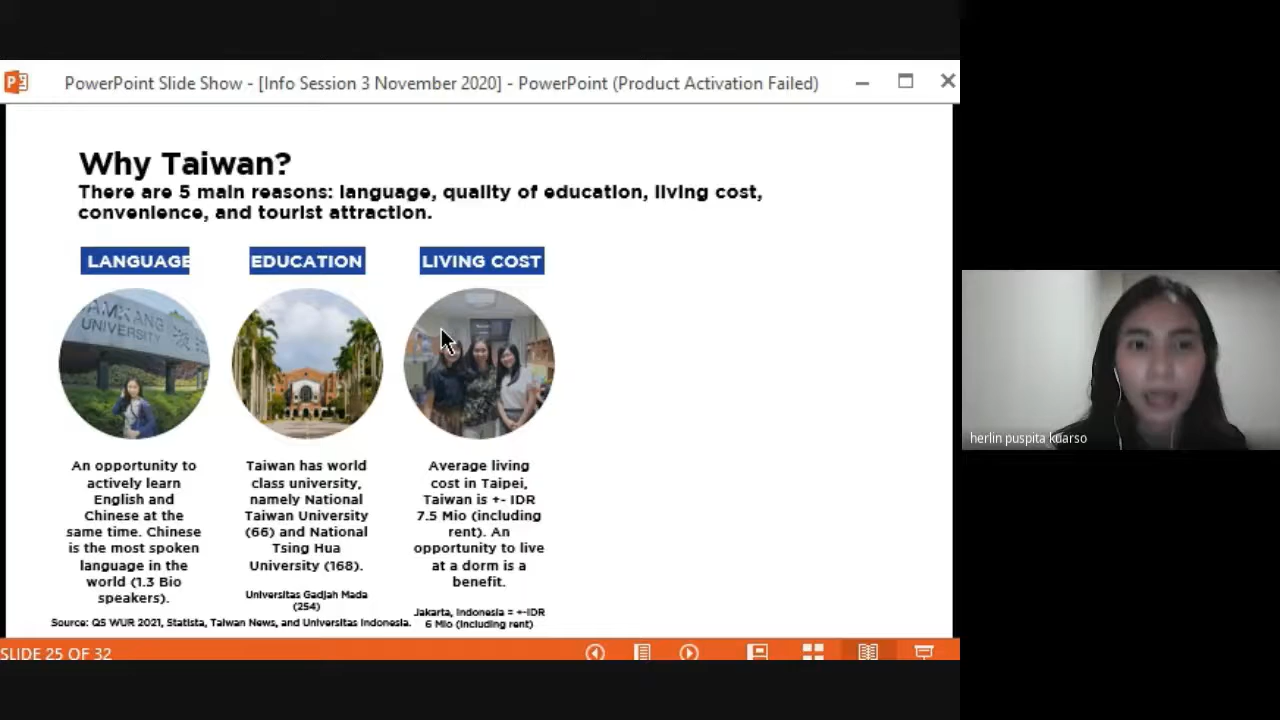 PowerPoint Slide Show - [Info Session 3 November 2020] - PowerPoint (Product Activation Failed)
Why Taiwan?
There are 5 main reasons: language, quality of education, living cost,
convenience, and tourist attraction.
LANGUAGE
AMKANG
UNIVERSITY
An opportunity to
actively learn
English and
Chinese at the
same time. Chinese
is the most spoken
language in the
world (1.3 Bio
speakers).
EDUCATION
Taiwan has world
class university,
namely National
Taiwan University
(66) and National
Tsing Hua
University (168).
Universitas Gadjah Mada
(254)
LIVING COST
Average living
cost in Taipei,
Taiwan is +- IDR
7.5 Mio (including
rent). An
opportunity to live
at a dorm is a
benefit.
Jakarta, Indonesia = +-IDR
6 Mio (including rent)
Source: QS WUR 2021, Statista, Taiwan News, and Universitas Indonesia.
SLIDE 25 OF 32
herlin puspita kuarso